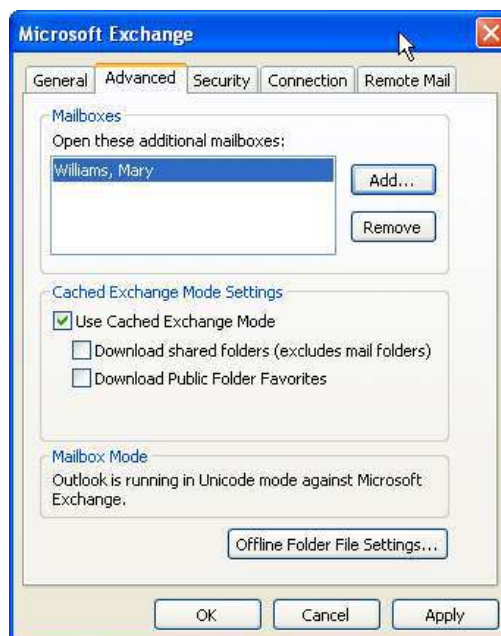 Microsoft Exchange
General Advanced Security Connection Remote Mail
Mailboxes
Open these additional mailboxes:
Williams, Mary
Add...
Remove
Cached Exchange Mode Settings
Use Cached Exchange Mode
Download shared folders (excludes mail folders)
Download Public Folder Favorites
Mailbox Mode
Outlook is running in Unicode mode against Microsoft
Exchange.
Offline Folder File Settings...
OK Cancel Apply